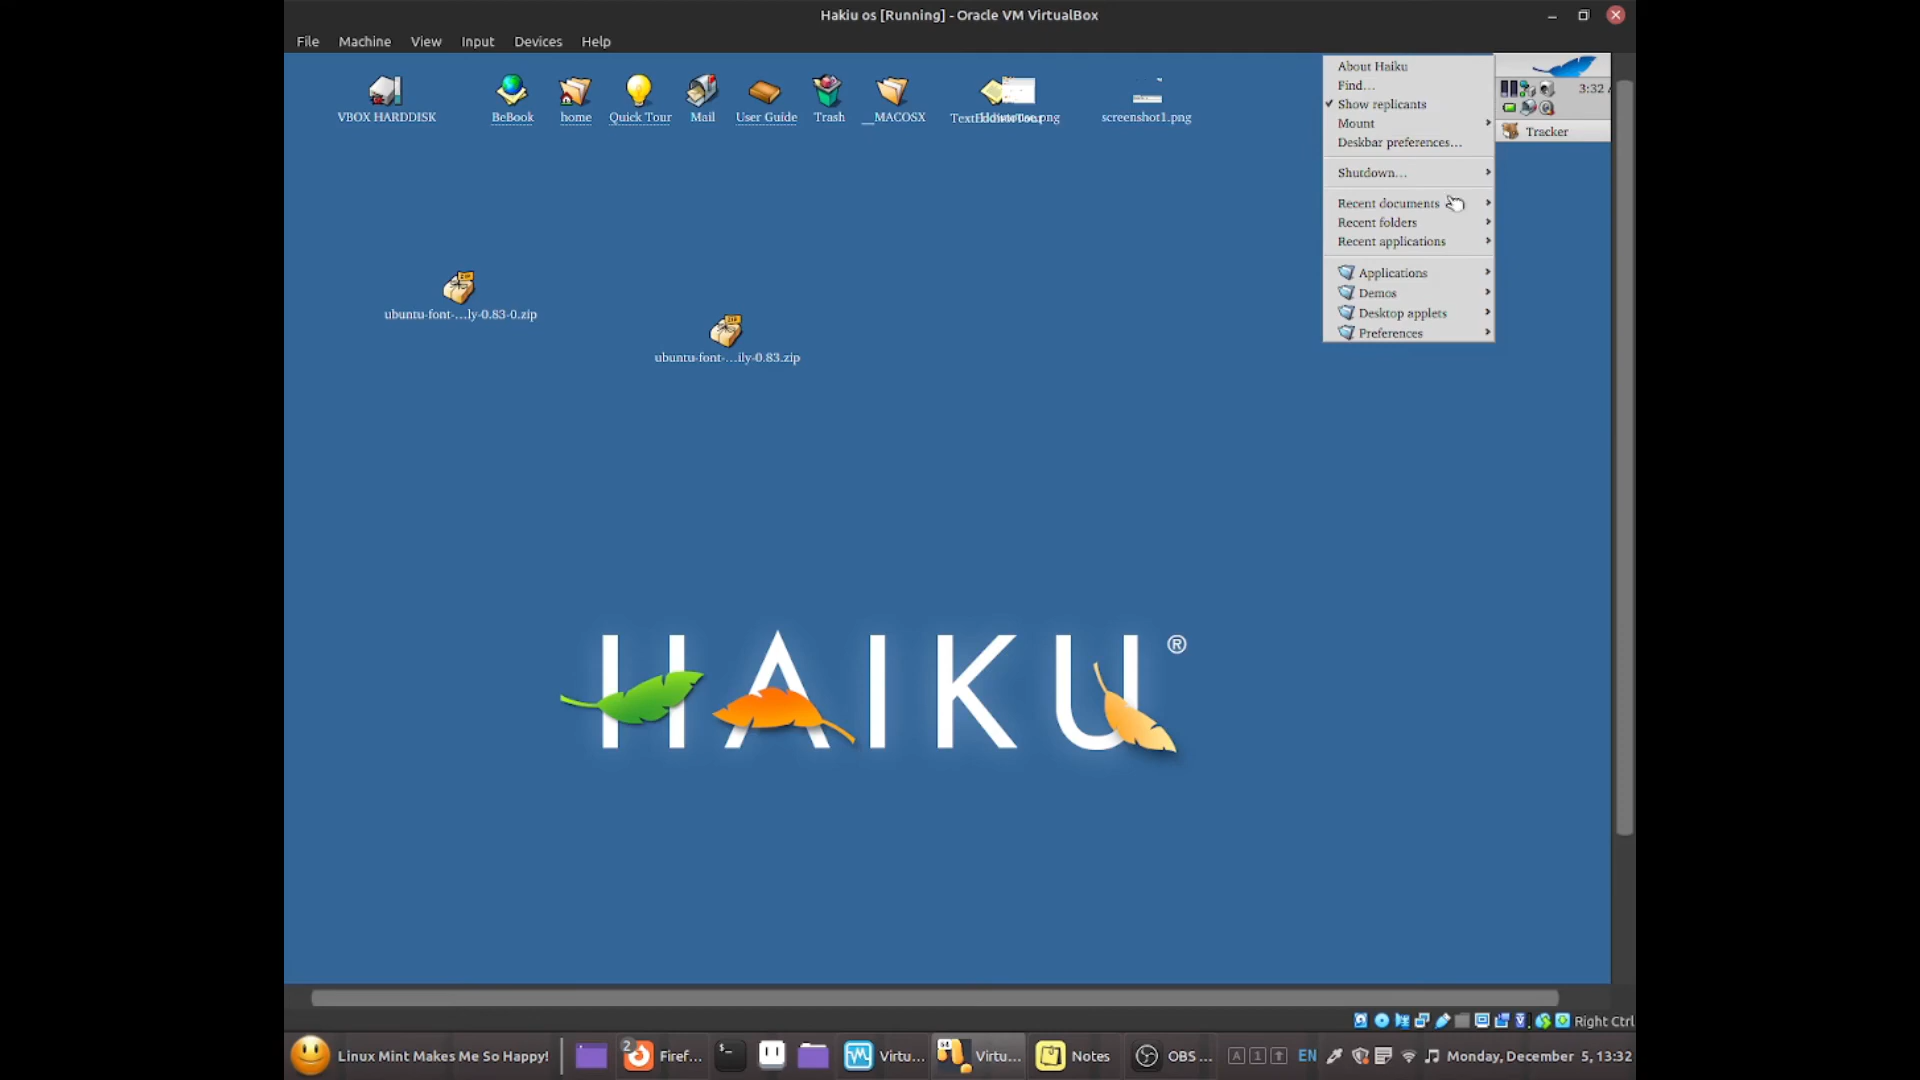 Hakiu os [Running] - Oracle VM VirtualBox
File Machine View Input Devices Help
VBOX HARDDISK
BeBook
home
Quick Tour
Mail
User Guide
Trash
__MACOSX
screenshot1.png
About Haiku
Find...
Show replicants
Mount
Deskbar preferences...
Shutdown...
Recent documents
Recent folders
Recent applications
Applications
Demos
Desktop applets
Preferences
3:32
Tracker
ubuntu-font-...ly-0.83-0.zip
ubuntu-font-...ily-0.83.zip
HAIKU®
Right Ctrl
Linux Mint Makes Me So Happy!
2
Firef...
Virtu...
Virtu...
Notes
OBS ...
A 1
EN
Monday, December 5, 13:32